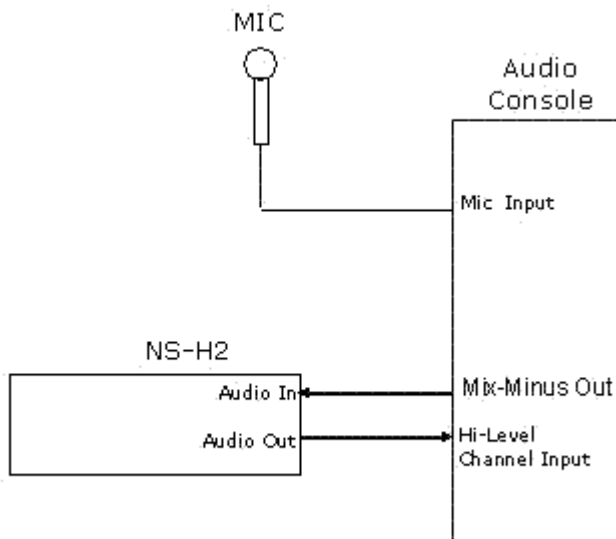 MIC
Audio
Console
Mic Input
NS-H2
Audio In
Mix-Minus Out
Audio Out
Hi-Level
Channel Input